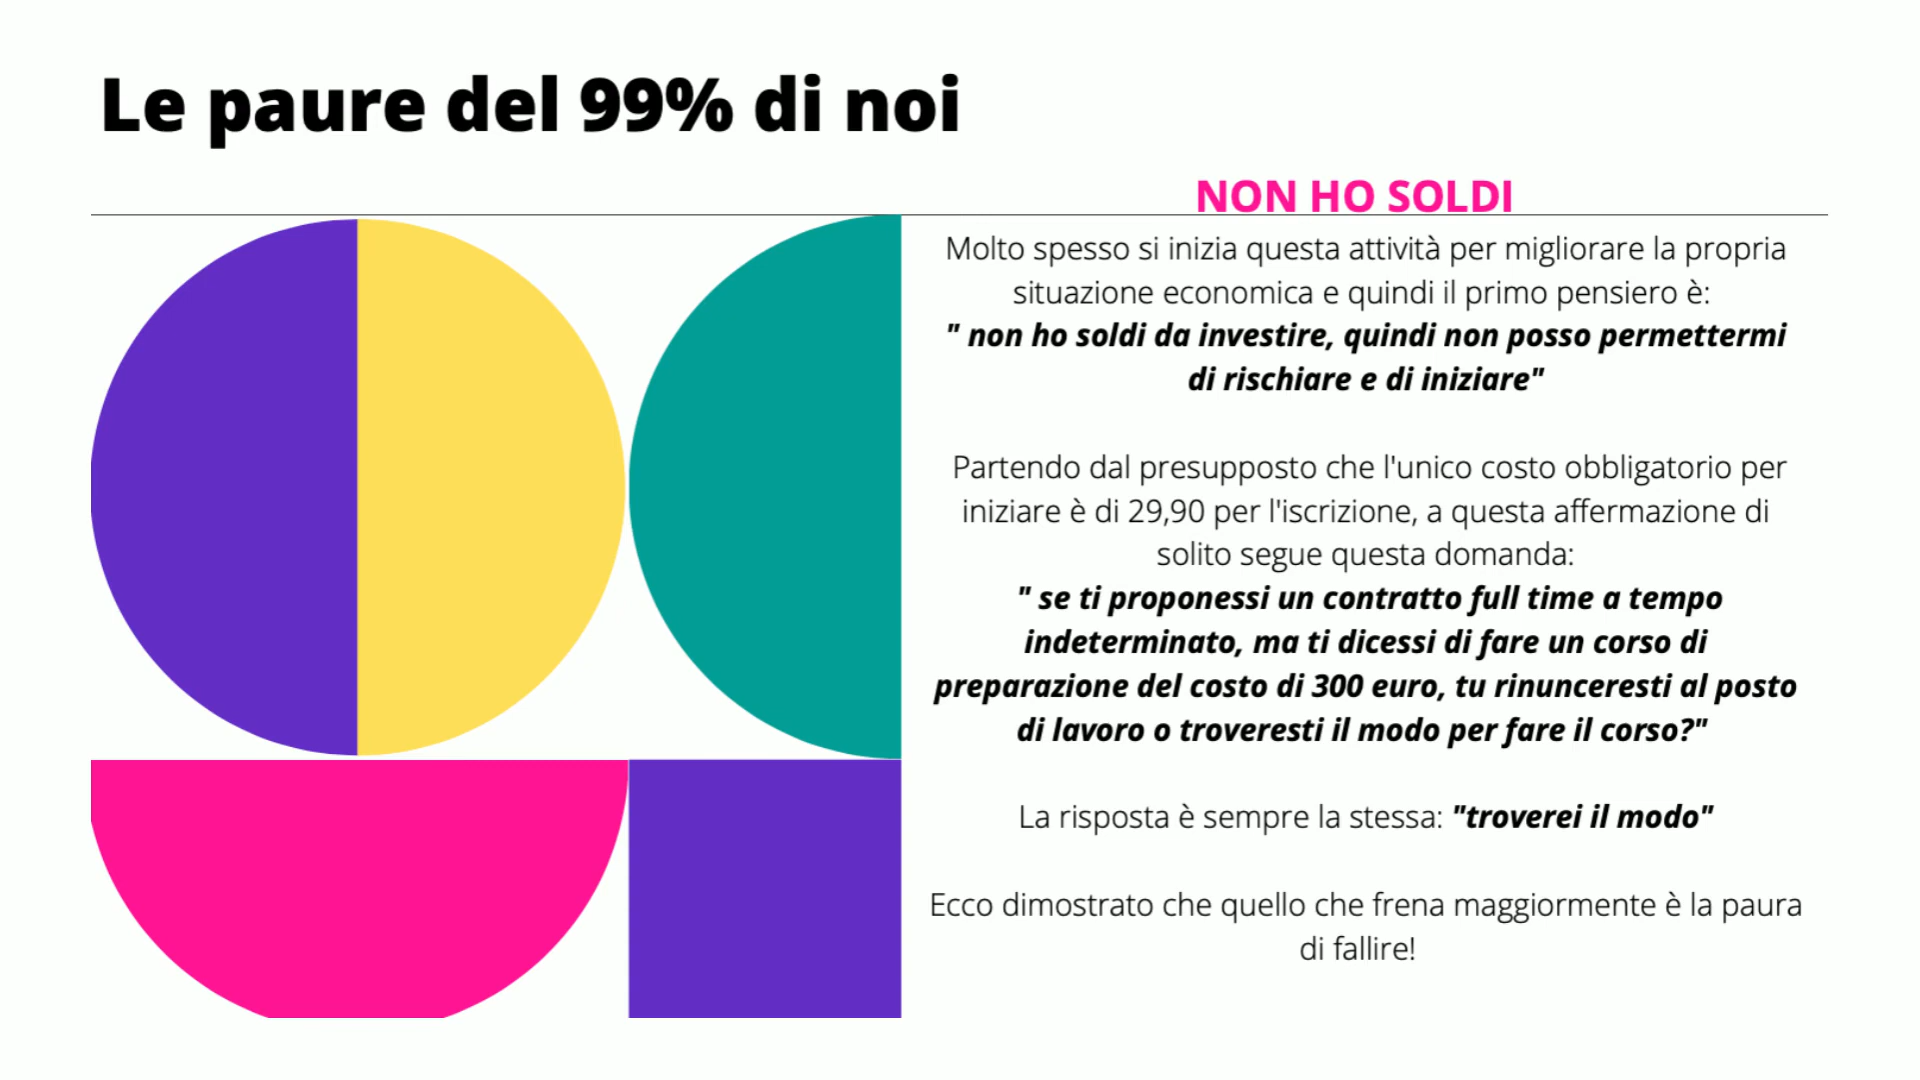 Le paure del 99% di noi
NON HO SOLDI
Molto spesso si inizia questa attività per migliorare la propria
situazione economica e quindi il primo pensiero è:
" non ho soldi da investire, quindi non posso permettermi
di rischiare e di iniziare"
Partendo dal presupposto che l'unico costo obbligatorio per
iniziare è di 29,90 per l'iscrizione, a questa affermazione di
solito segue questa domanda:
" se ti proponessi un contratto full time a tempo
indeterminato, ma ti dicessi di fare un corso di
preparazione del costo di 300 euro, tu rinunceresti al posto
di lavoro o troveresti il modo per fare il corso?"
La risposta è sempre la stessa: "troverei il modo"
Ecco dimostrato che quello che frena maggiormente è la paura
di fallire!